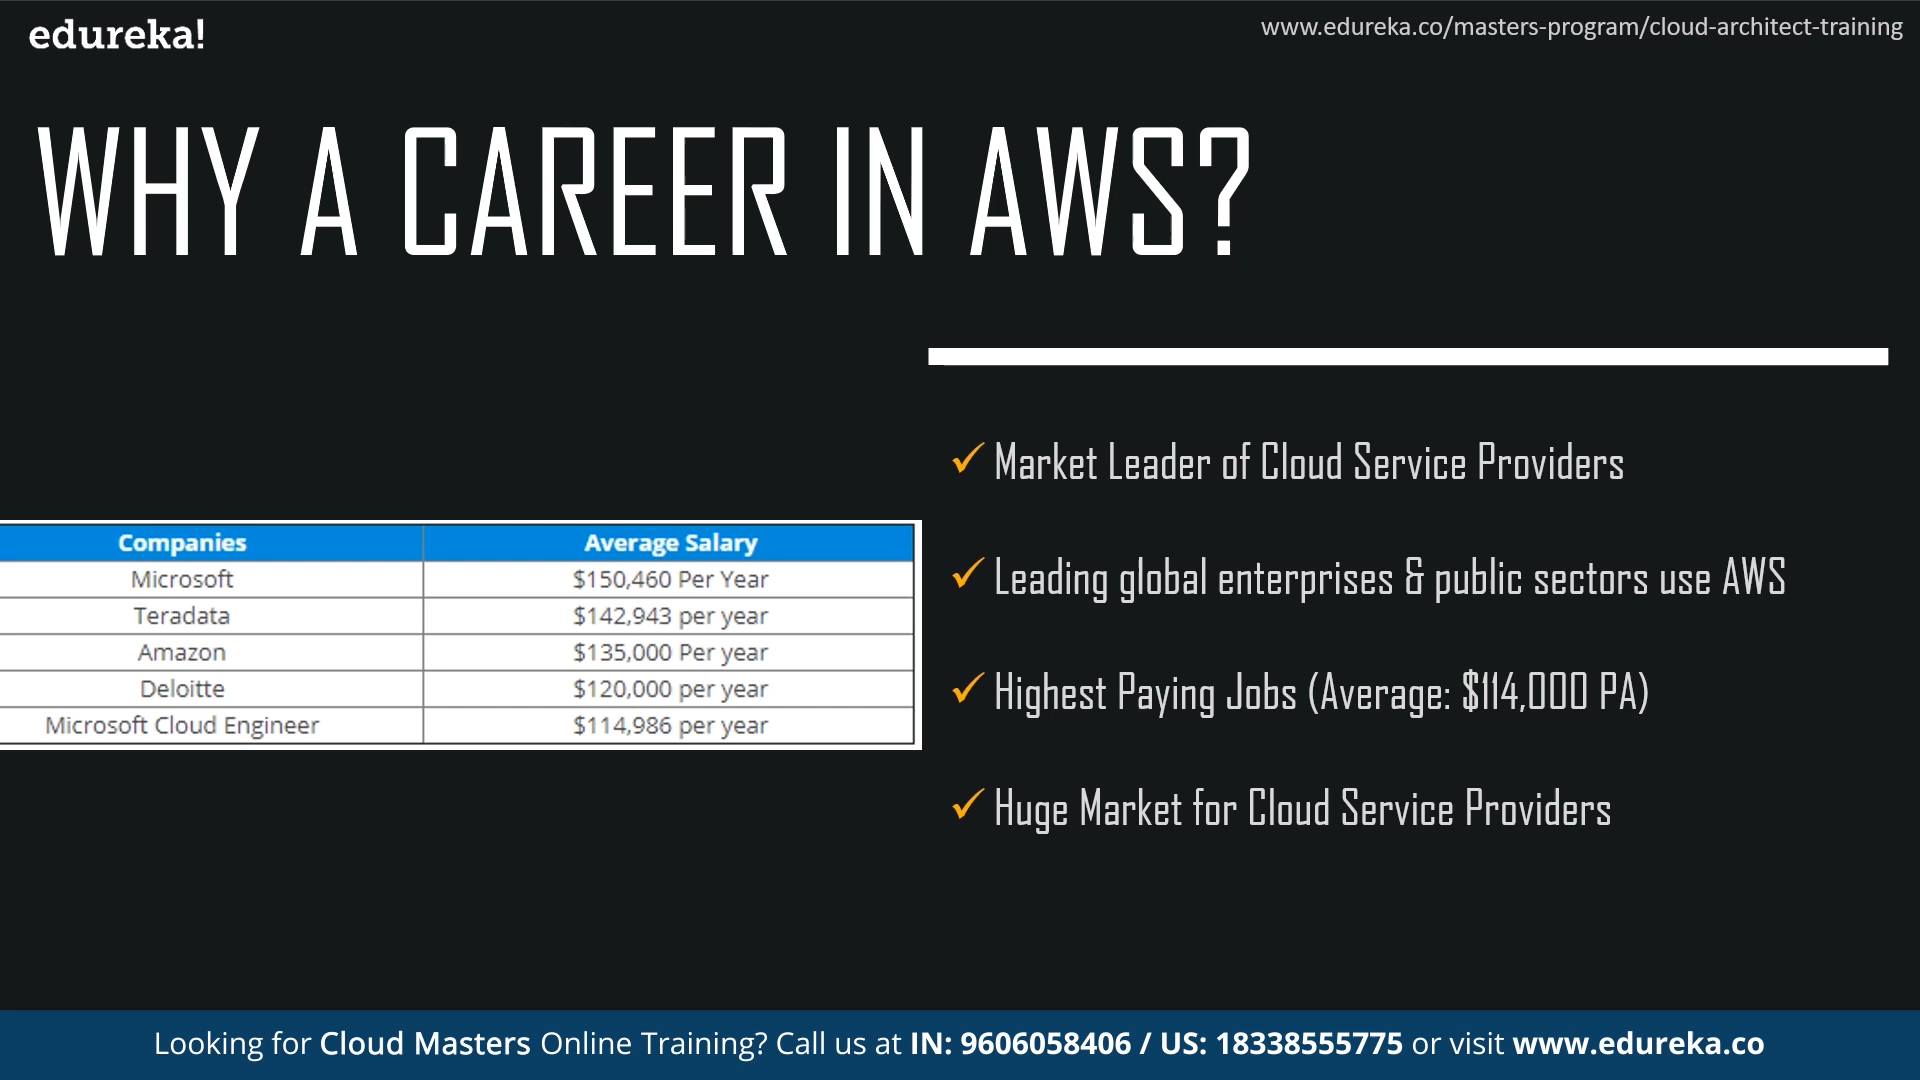 edureka!
www.edureka.co/masters-program/cloud-architect-training
WHY A CAREER IN AWS?
Companies Average Salary
Microsoft $150,460 Per Year
Teradata $142,943 per year
Amazon $135,000 Per year
Deloitte $120,000 per year
Microsoft Cloud Engineer $114,986 per year
✓ Market Leader of Cloud Service Providers
✓ Leading global enterprises & public sectors use AWS
✓ Highest Paying Jobs (Average: $114,000 PA)
✓ Huge Market for Cloud Service Providers
Looking for Cloud Masters Online Training? Call us at IN: 9606058406 / US: 18338555775 or visit www.edureka.co